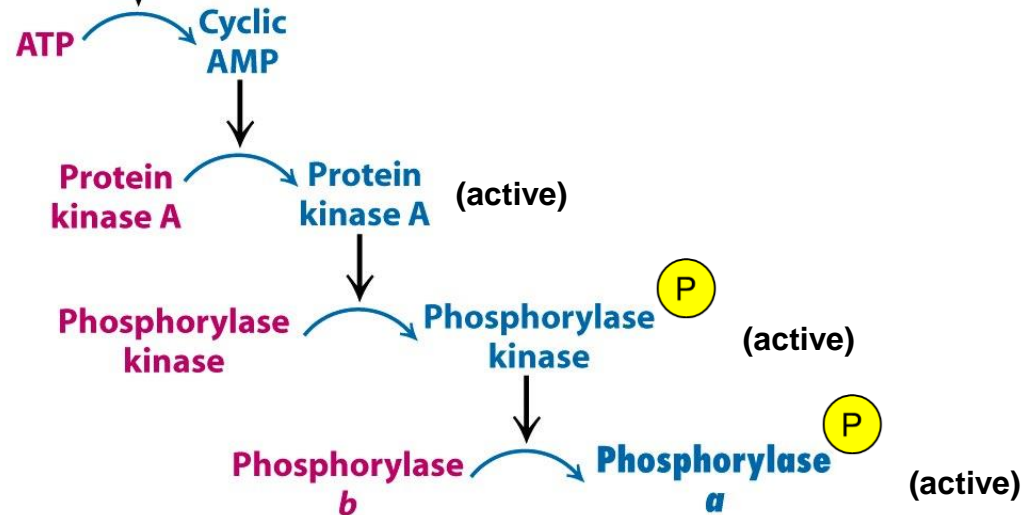 ATP
Cyclic
AMP
Protein
kinase A
Protein
kinase A
(active)
P
Phosphorylase
kinase
Phosphorylase
kinase
(active)
P
Phosphorylase
b
Phosphorylase
a
(active)